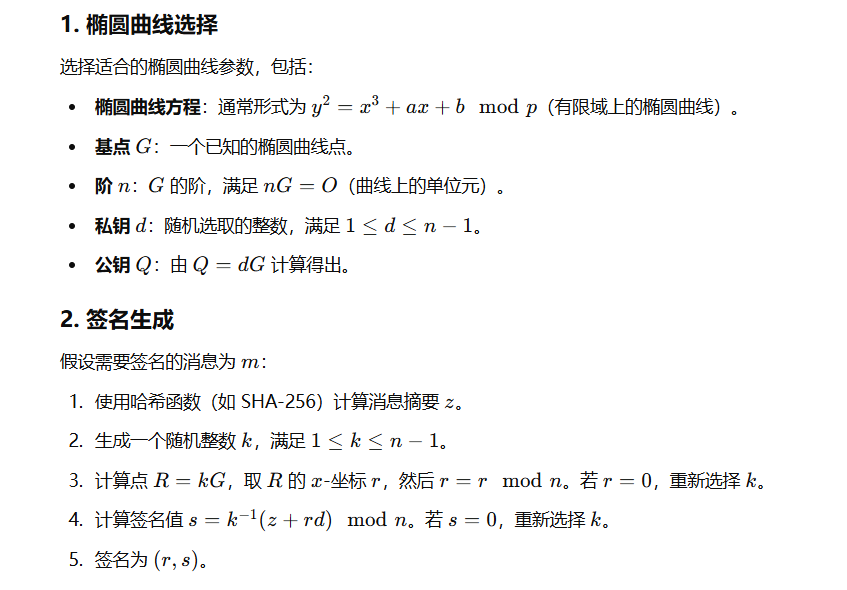 1. 椭圆曲线选择
选择适合的椭圆曲线参数，包括：
• 椭圆曲线方程：通常形式为 y² = x³ + ax + b mod p（有限域上的椭圆曲线）。
• 基点 G：一个已知的椭圆曲线点。
• 阶 n：G 的阶，满足 nG = O（曲线上的单位元）。
• 私钥 d：随机选取的整数，满足 1 ≤ d ≤ n − 1。
• 公钥 Q：由 Q = dG 计算得出。
2. 签名生成
假设需要签名的消息为 m：
1. 使用哈希函数（如 SHA-256）计算消息摘要 z。
2. 生成一个随机整数 k，满足 1 ≤ k ≤ n − 1。
3. 计算点 R = kG，取 R 的 x-坐标 r，然后 r = r mod n。若 r = 0，重新选择 k。
4. 计算签名值 s = k⁻¹(z + rd) mod n。若 s = 0，重新选择 k。
5. 签名为 (r, s)。